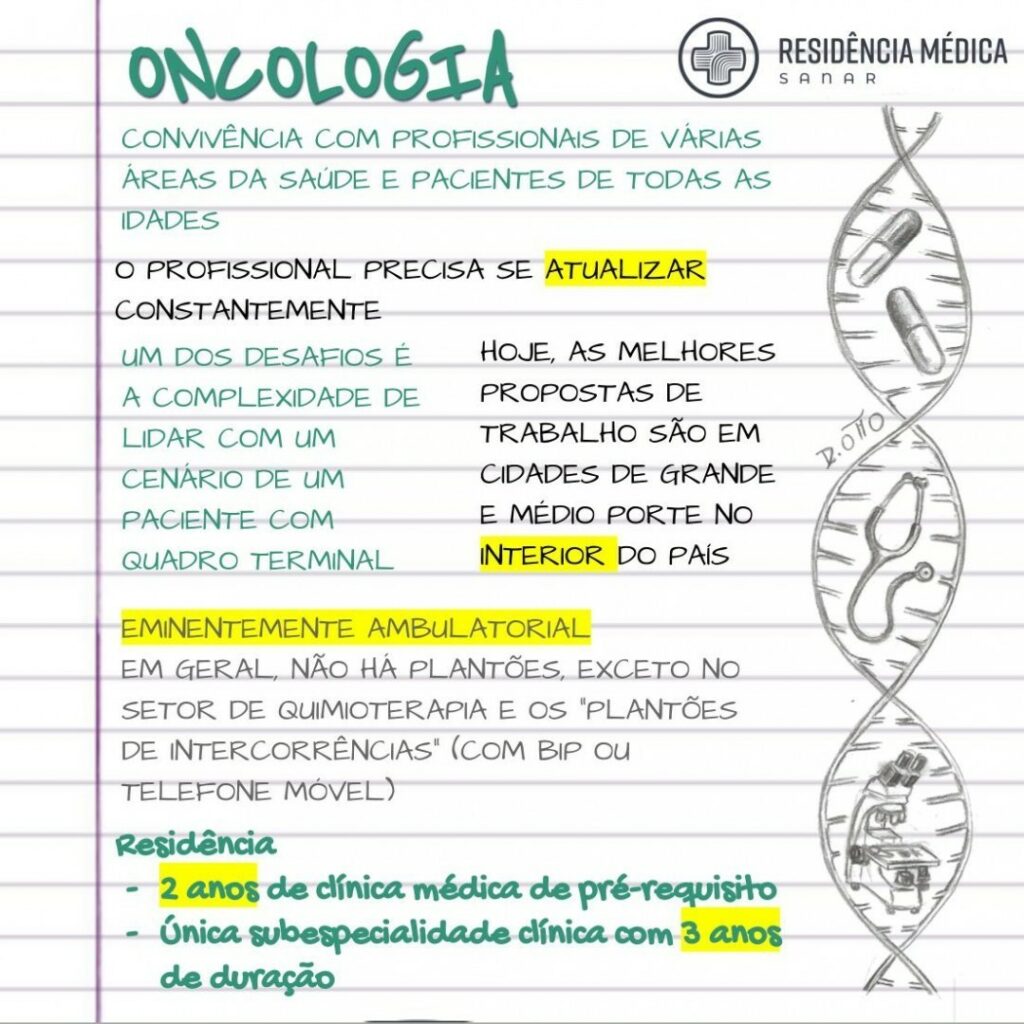 ONCOLOGIA
RESIDÊNCIA MÉDICA
SANAR
CONVIVÊNCIA COM PROFISSIONAIS DE VÁRIAS
ÁREAS DA SAÚDE E PACIENTES DE TODAS AS
IDADES
O PROFISSIONAL PRECISA SE ATUALIZAR
CONSTANTEMENTE
UM DOS DESAFIOS É
A COMPLEXIDADE DE
LIDAR COM UM
CENÁRIO DE UM
PACIENTE COM
QUADRO TERMINAL
HOJE, AS MELHORES
PROPOSTAS DE
TRABALHO SÃO EM
CIDADES DE GRANDE
E MÉDIO PORTE NO
INTERIOR DO PAÍS
R.OTTO
EMINENTEMENTE AMBULATORIAL
EM GERAL, NÃO HÁ PLANTÕES, EXCETO NO
SETOR DE QUIMIOTERAPIA E OS "PLANTÕES
DE INTERCORRÊNCIAS" (COM BIP OU
TELEFONE MÓVEL)
Residência
- 2 anos de clínica médica de pré-requisito
- Única subespecialidade clínica com 3 anos
de duração